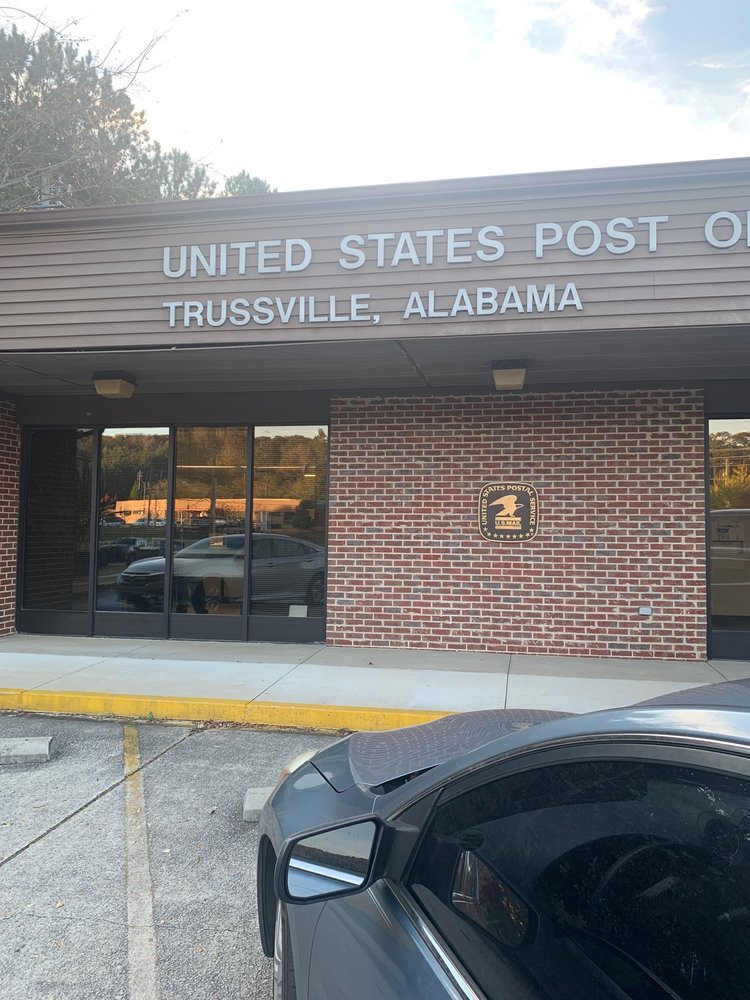 UNITED STATES POST O
TRUSSVILLE, ALABAMA
UNITED STATES POSTAL SERVICE
U.S.MAIL